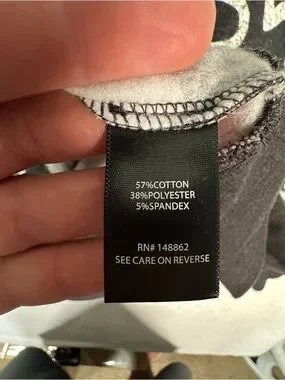 57%COTTON
38%POLYESTER
5%SPANDEX
RN# 148862
SEE CARE ON REVERSE